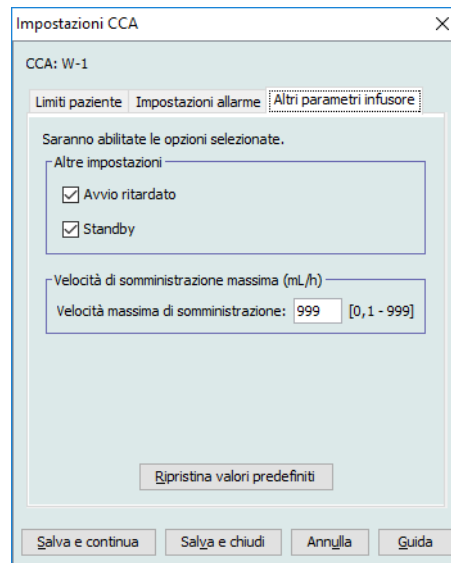 Impostazioni CCA
CCA: W-1
Limiti paziente Impostazioni allarme Altri parametri infusore
Saranno abilitate le opzioni selezionate.
Altre impostazioni
Avvio ritardato
Standby
Velocità di somministrazione massima (mL/h)
Velocità massima di somministrazione: 999 [0,1 - 999]
Ripristina valori predefiniti
Salva e continua Salva e chiudi Annulla Guida